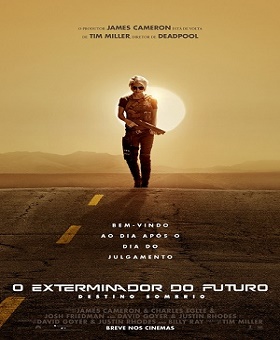 O PRODUTOR JAMES CAMERON ESTÁ DE VOLTA
DE TIM MILLER, DIRETOR DE DEADPOOL
BEM-VINDO
AO DIA APÓS O
DIA DO
JULGAMENTO
O EXTERMINADOR DO FUTURO
DESTINO SOMBRIO
JAMES CAMERON & CHARLES EGLEE &
JOSH FRIEDMAN DAVID GOYER & JUSTIN RHODES
DAVID GOYER & JUSTIN RHODES BILLY RAY
TIM
BREVE NOS CINEMAS